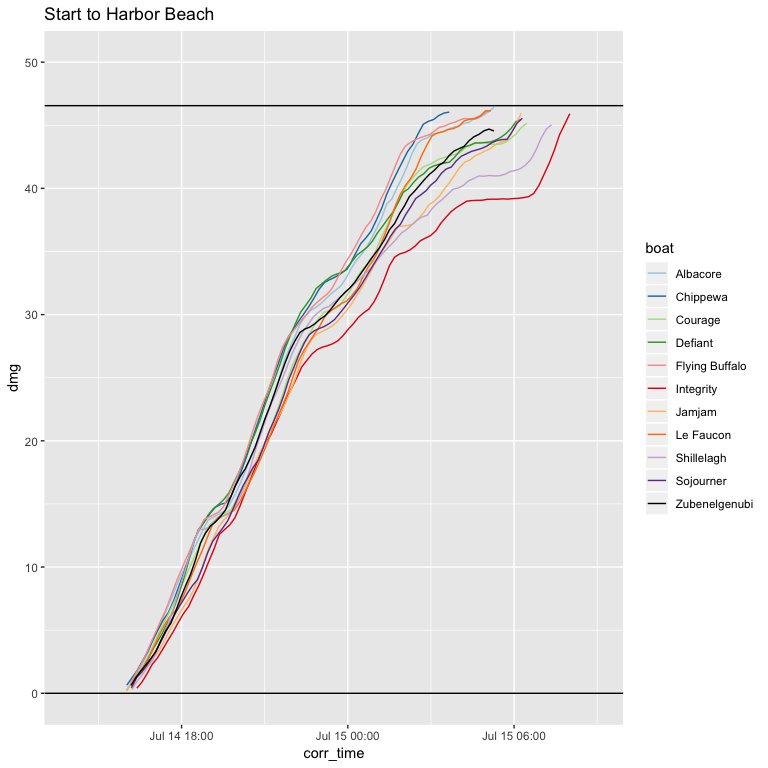 Start to Harbor Beach
50
40
30
20
10
0
dmg
Jul 14 18:00
Jul 15 00:00
Jul 15 06:00
corr_time
boat
Albacore
Chippewa
Courage
Defiant
Flying Buffalo
Integrity
Jamjam
Le Faucon
Shillelagh
Sojourner
Zubenelgenubi